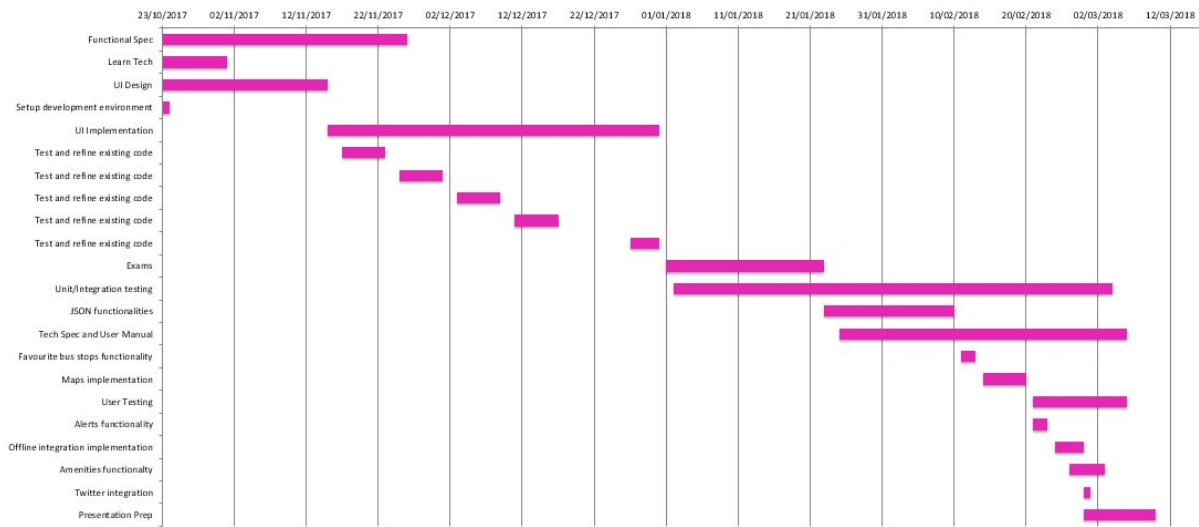 23/10/2017 02/11/2017 12/11/2017 22/11/2017 02/12/2017 12/12/2017 22/12/2017 01/01/2018 11/01/2018 21/01/2018 31/01/2018 10/02/2018 20/02/2018 02/03/2018 12/03/2018
Functional Spec
Learn Tech
UI Design
Setup development environment
UI Implementation
Test and refine existing code
Test and refine existing code
Test and refine existing code
Test and refine existing code
Test and refine existing code
Exams
Unit/Integration testing
JSON functionalities
Tech Spec and User Manual
Favourite bus stops functionality
Maps implementation
User Testing
Alerts functionality
Offline integration implementation
Amenities functionalty
Twitter integration
Presentation Prep